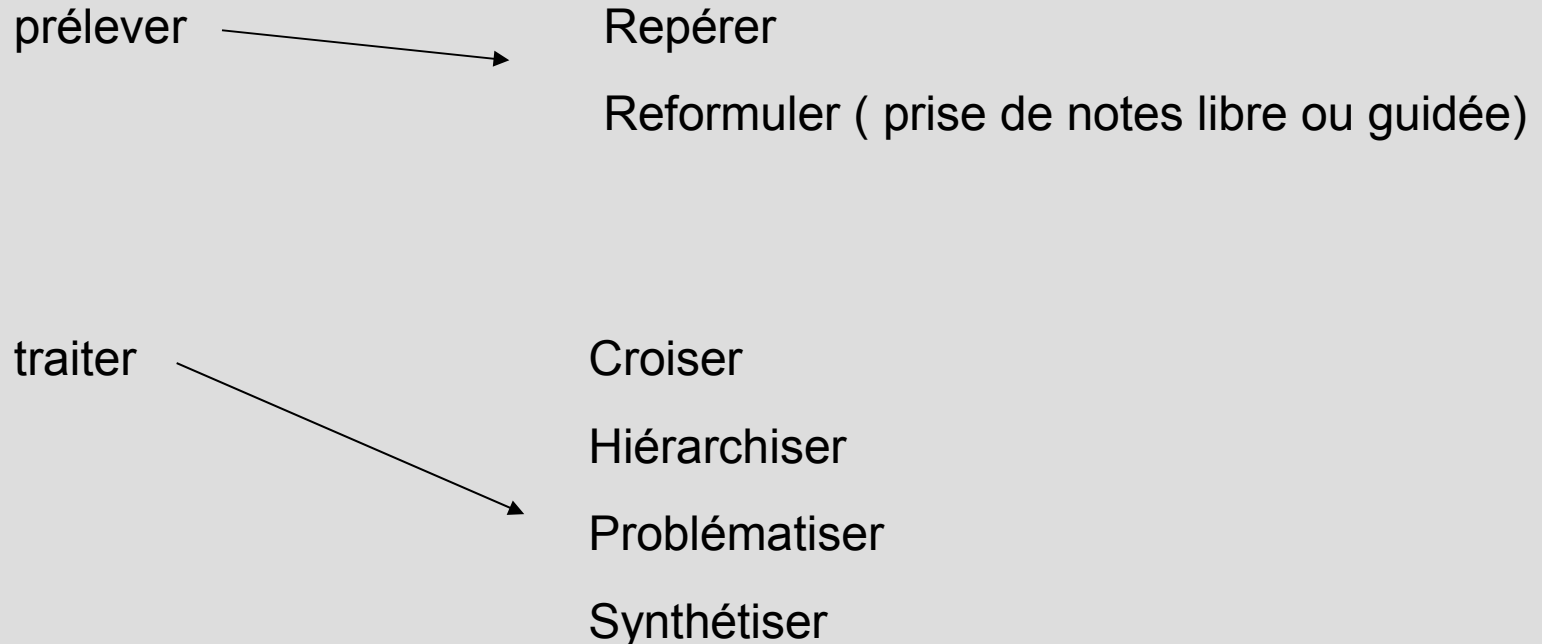 prélever
Repérer
Reformuler ( prise de notes libre ou guidée)
traiter
Croiser
Hiérarchiser
Problématiser
Synthétiser